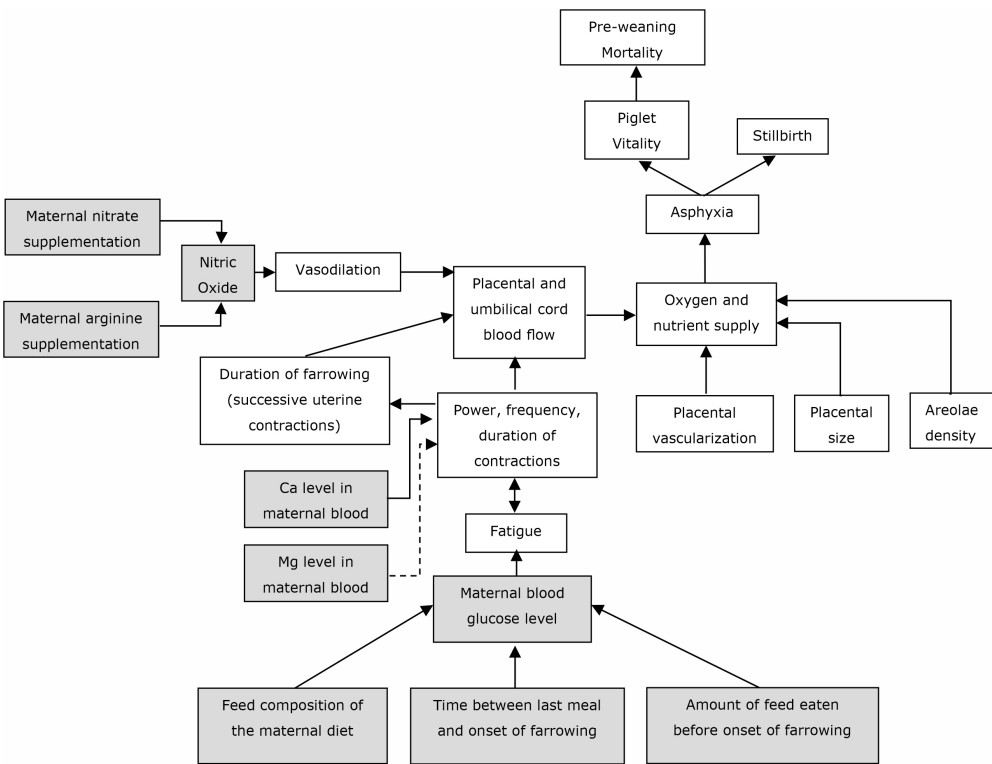 Pre-weaning
Mortality
Piglet
Vitality
Stillbirth
Asphyxia
Maternal nitrate
supplementation
Nitric
Oxide
Vasodilation
Placental and
umbilical cord
blood flow
Oxygen and
nutrient supply
Maternal arginine
supplementation
Duration of farrowing
(successive uterine
contractions)
Power, frequency,
duration of
contractions
Placental
vascularization
Placental
size
Areolae
density
Ca level in
maternal blood
Fatigue
Mg level in
maternal blood
Maternal blood
glucose level
Feed composition of
the maternal diet
Time between last meal
and onset of farrowing
Amount of feed eaten
before onset of farrowing